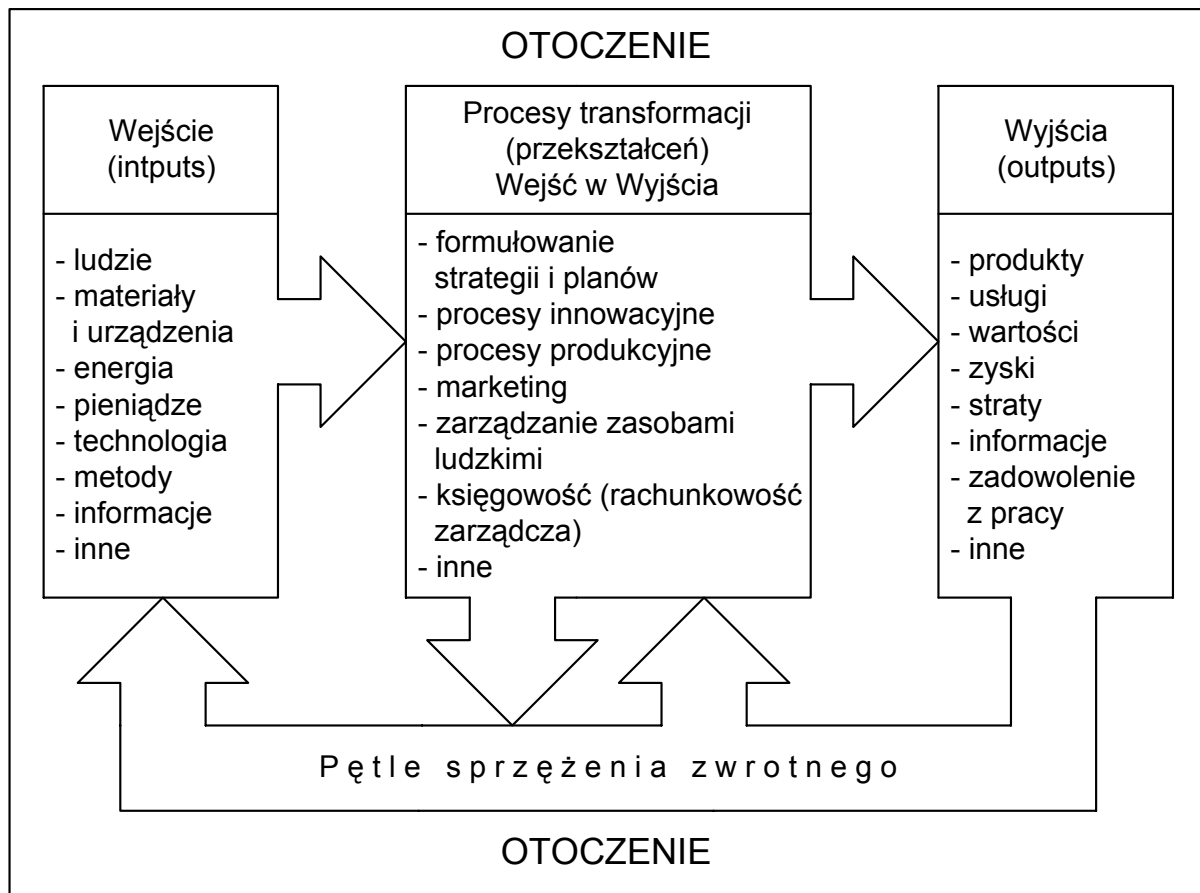 OTOCZENIE
Wejście
(intputs)
- ludzie
- materiały
i urządzenia
- energia
- pieniądze
- technologia
- metody
- informacje
- inne
Procesy transformacji
(przekształceń)
Wejść w Wyjścia
- formułowanie
strategii i planów
- procesy innowacyjne
- procesy produkcyjne
- marketing
- zarządzanie zasobami
ludzkimi
- księgowość (rachunkowość
zarządcza)
- inne
Wyjścia
(outputs)
- produkty
- usługi
- wartości
- zyski
- straty
- informacje
- zadowolenie
z pracy
- inne
Pętle sprzężenia zwrotnego
OTOCZENIE